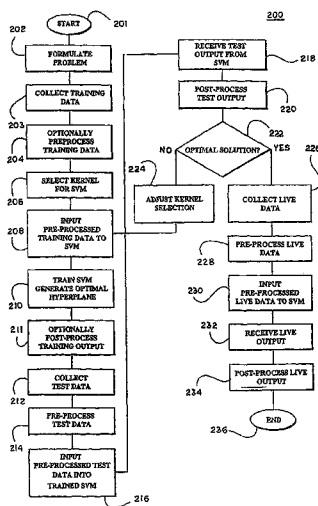 200
START
201
202
FORMULATE
PROBLEM
COLLECT TRAINING
DATA
203
OPTIONALLY
PREPROCESS
TRAINING DATA
204
SELECT KERNEL
FOR SVM
206
INPUT
PRE-PROCESSED
TRAINING DATA TO
SVM
208
TRAIN SVM
GENERATE OPTIMAL
HYPERPLANE
210
OPTIONALLY
POST-PROCESS
TRAINING OUTPUT
211
COLLECT
TEST DATA
212
PRE-PROCESS
TEST DATA
214
INPUT
PRE-PROCESSED TEST
DATA INTO
TRAINED SVM
216
RECEIVE TEST
OUTPUT FROM
SVM
218
POST-PROCESS
TEST OUTPUT
220
OPTIMAL SOLUTION?
222
NO
YES
224
ADJUST KERNEL
SELECTION
226
COLLECT LIVE
DATA
PRE-PROCESS LIVE
DATA
228
INPUT
PRE-PROCESSED
LIVE DATA TO SVM
230
RECEIVE LIVE
OUTPUT
232
POST-PROCESS LIVE
OUTPUT
234
END
236